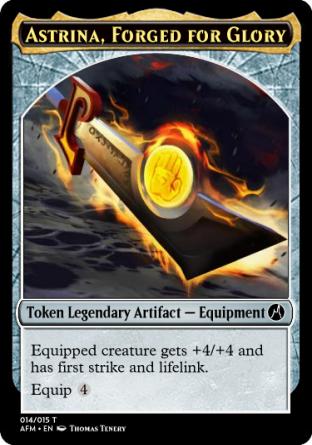 Astrina, Forged for Glory
Token Legendary Artifact — Equipment
Equipped creature gets +4/+4 and
has first strike and lifelink.
Equip 4
014/015 T
AFM • EN Thomas Tenery